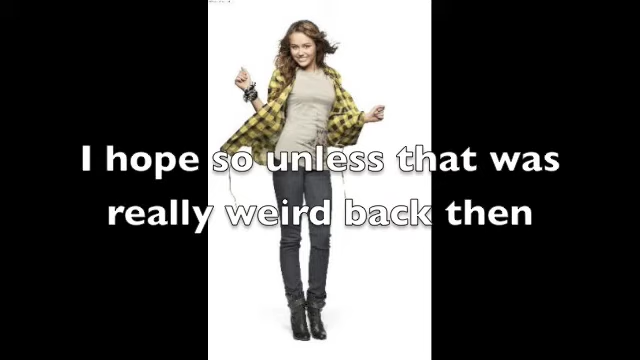 I hope so unless that was
really weird back then